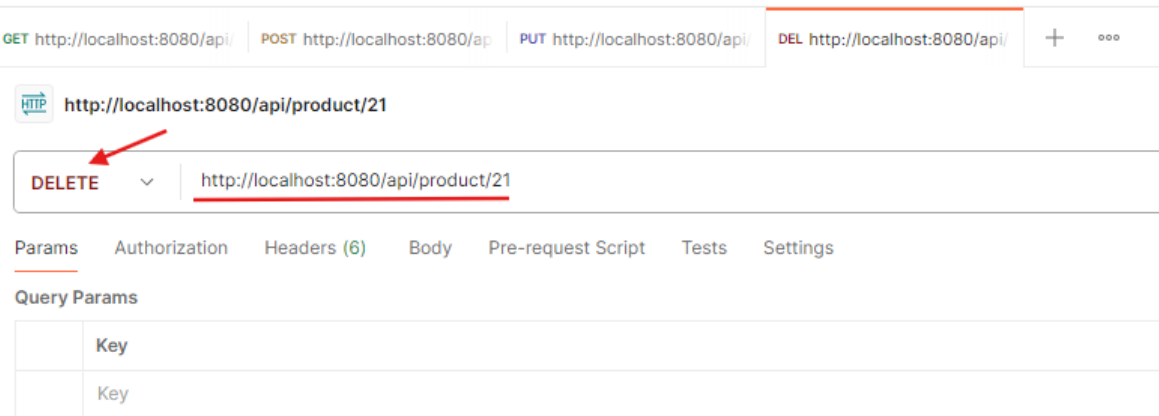 GET http://localhost:8080/api/ POST http://localhost:8080/ap PUT http://localhost:8080/api/ DEL http://localhost:8080/api/
HTTP http://localhost:8080/api/product/21
DELETE http://localhost:8080/api/product/21
Params Authorization Headers (6) Body Pre-request Script Tests Settings
Query Params
Key
Key